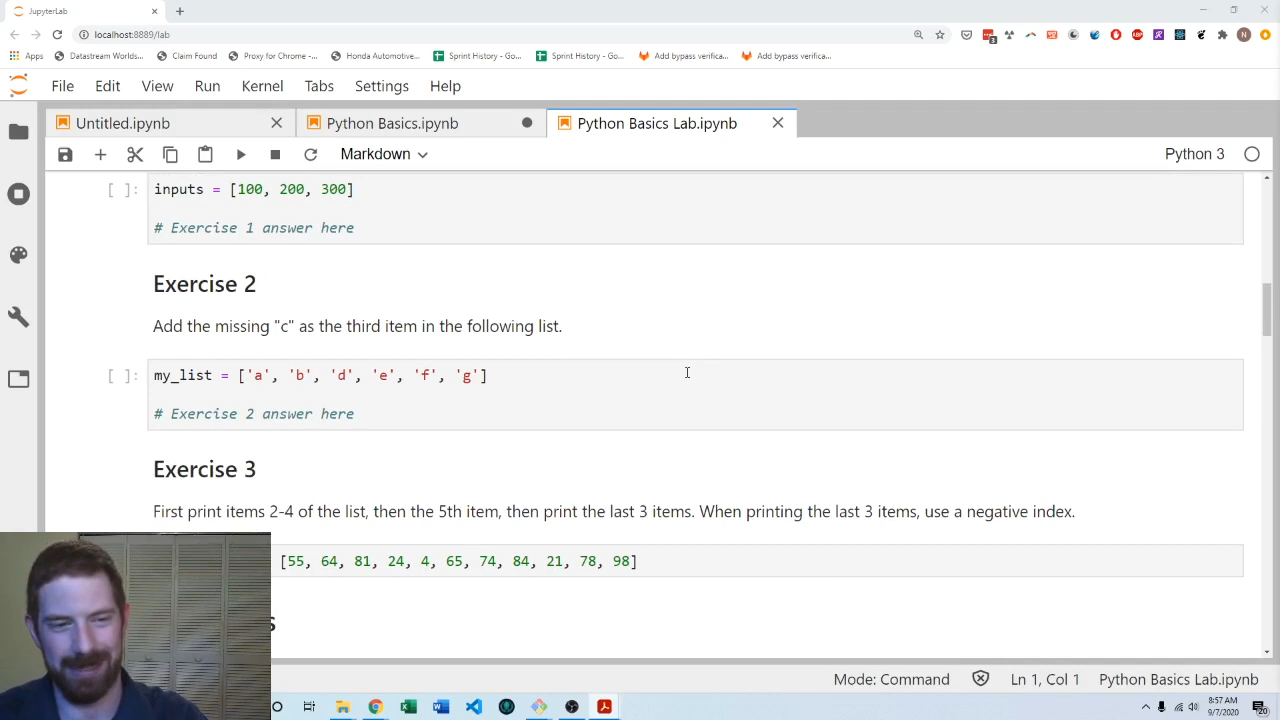 JupyterLab
localhost:8889/lab
3
N
Apps
Datastream Worlds...
Claim Found
Proxy for Chrome -...
Honda Automotive...
Sprint History - Go...
Sprint History - Go...
Add bypass verifica...
Add bypass verifica...
File Edit View Run Kernel Tabs Settings Help
Untitled.ipynb
Python Basics.ipynb
Python Basics Lab.ipynb
Markdown
Python 3
[ ]: inputs = [100, 200, 300]
# Exercise 1 answer here
Exercise 2
Add the missing "c" as the third item in the following list.
[ ]: my_list = ['a', 'b', 'd', 'e', 'f', 'g']
# Exercise 2 answer here
Exercise 3
First print items 2-4 of the list, then the 5th item, then print the last 3 items. When printing the last 3 items, use a negative index.
[55, 64, 81, 24, 4, 65, 74, 84, 21, 78, 98]
s
Mode: Command
Ln 1, Col 1
Python Basics Lab.ipynb
8:57 AM
9/7/2020
20